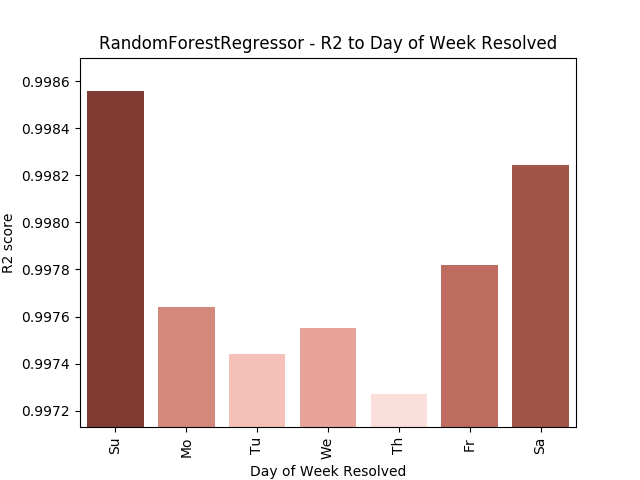 RandomForestRegressor - R2 to Day of Week Resolved
0.9986
0.9984
0.9982
0.9980
0.9978
0.9976
0.9974
0.9972
R2 score
Su
Mo
Tu
We
Th
Fr
Sa
Day of Week Resolved